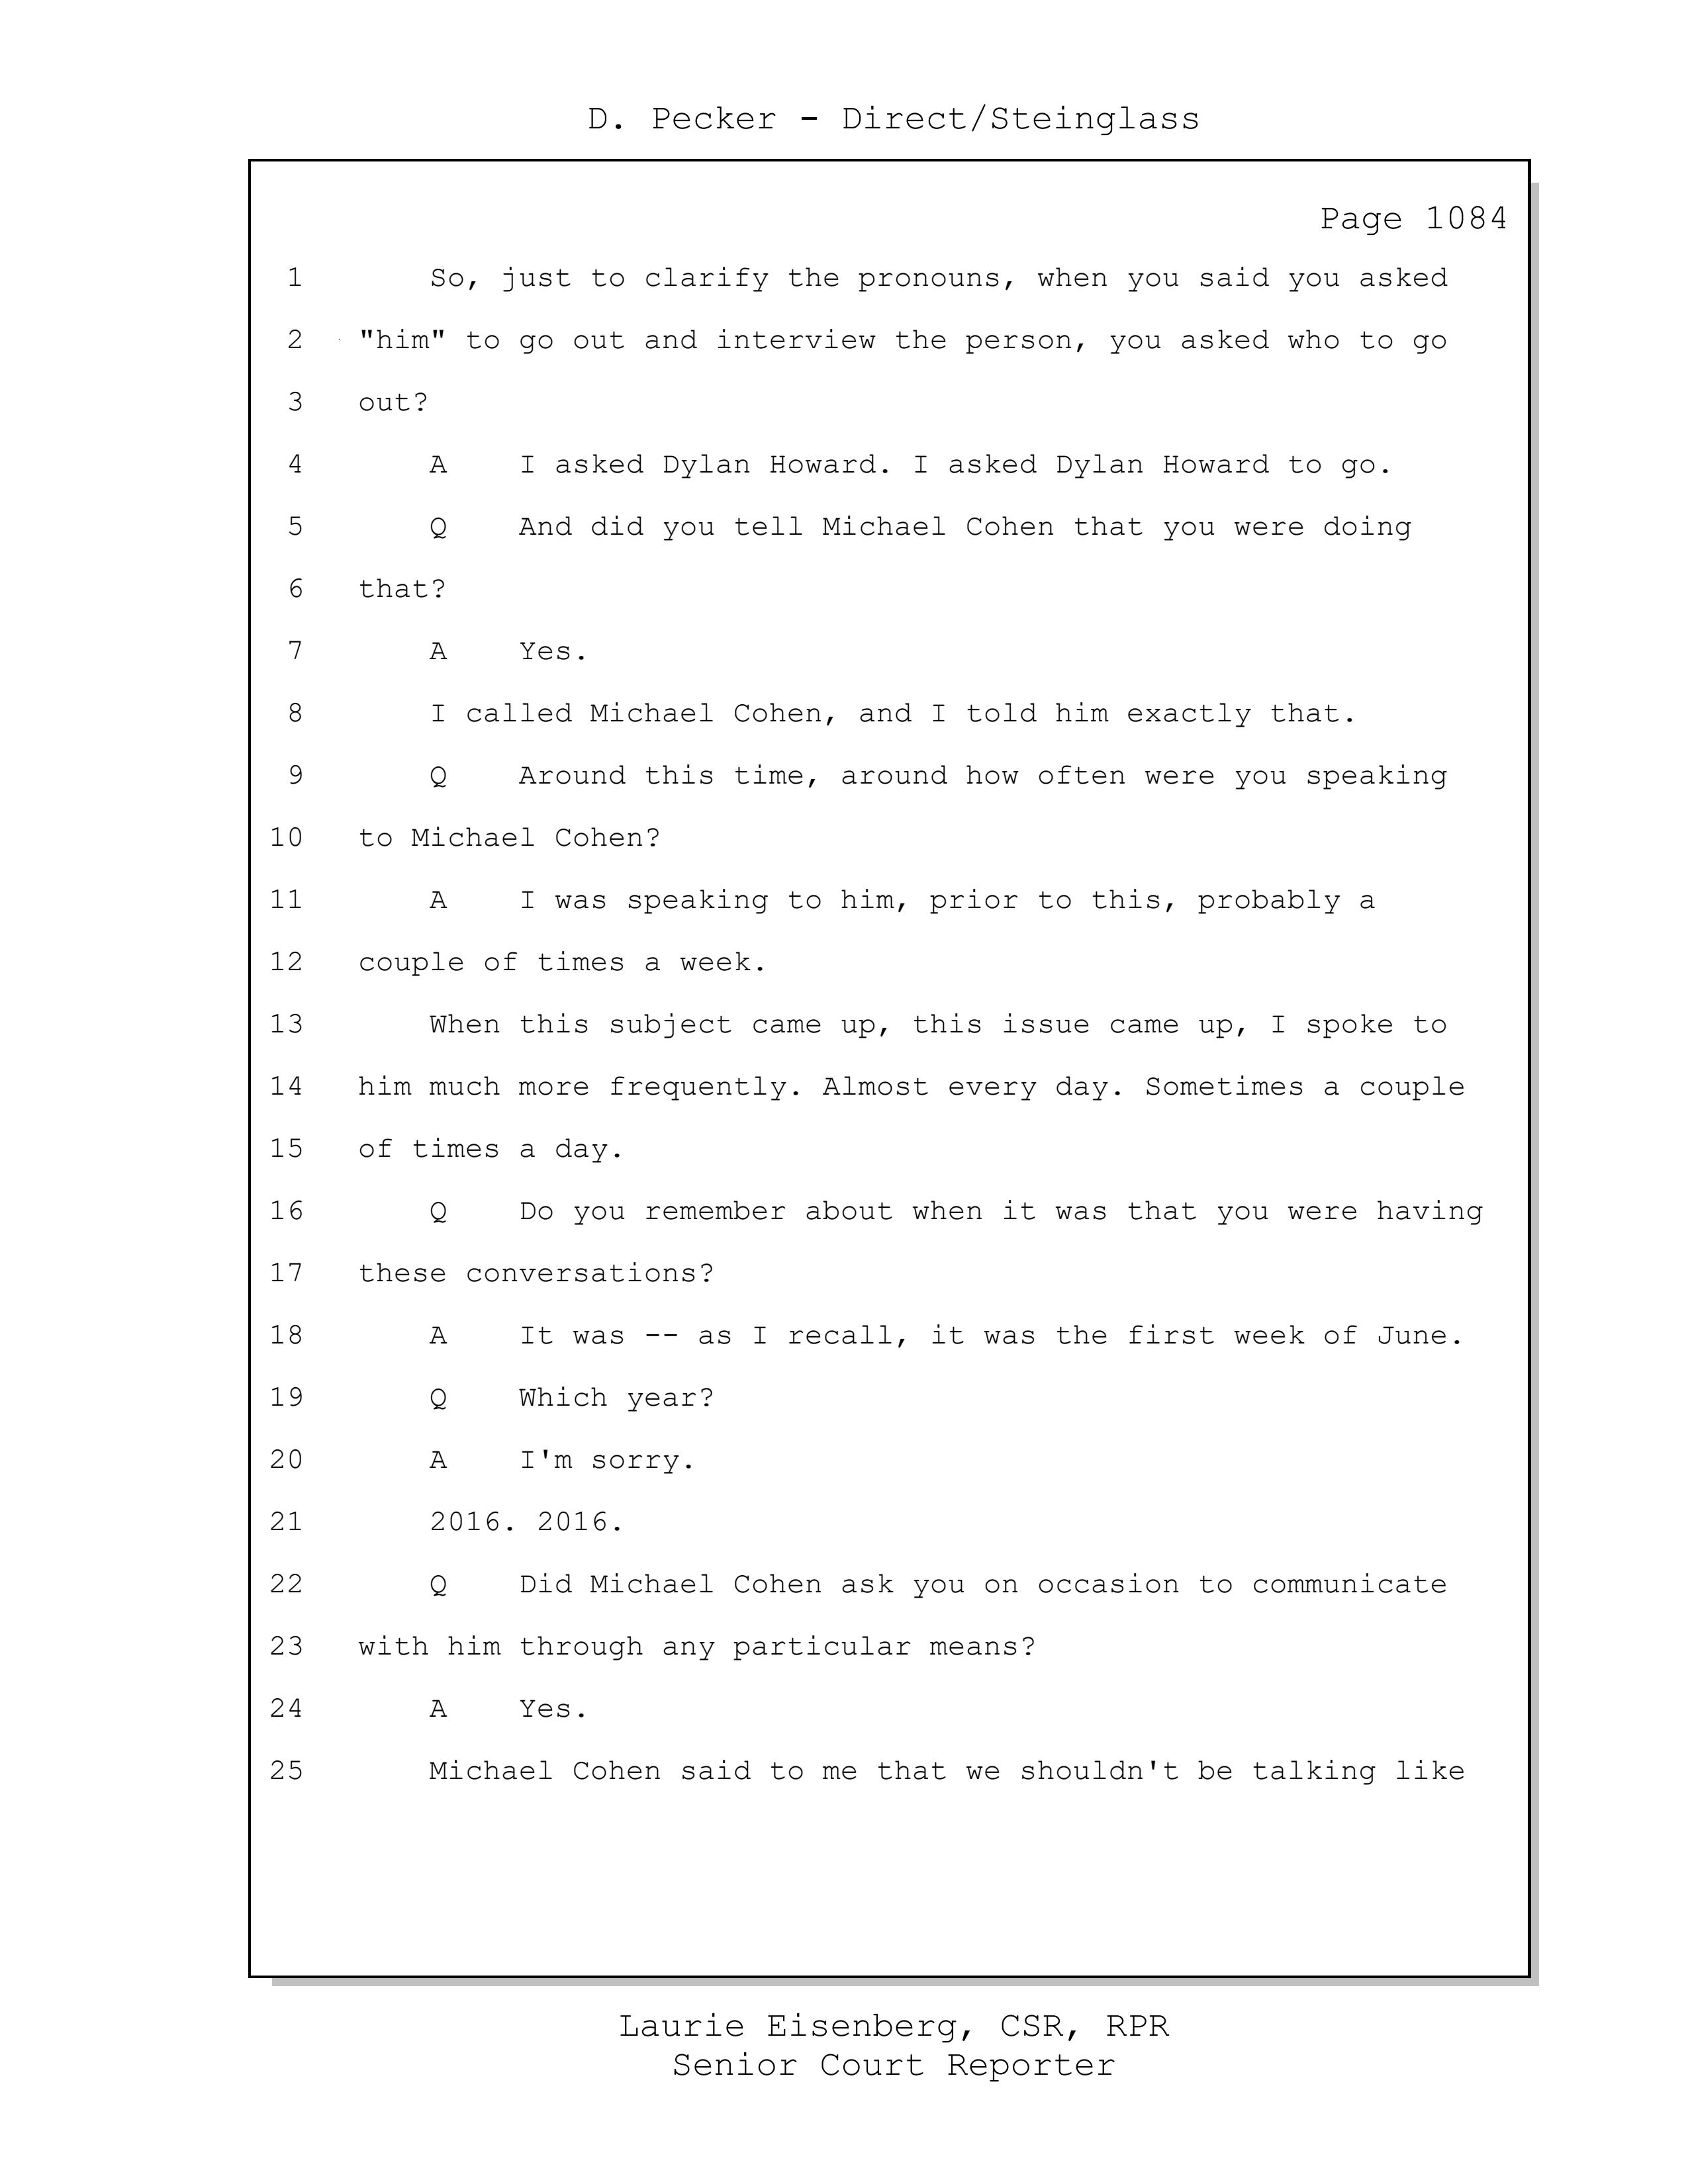 D. Pecker - Direct/Steinglass
Page 1084
1 So, just to clarify the pronouns, when you said you asked
2 "him" to go out and interview the person, you asked who to go
3 out?
4 A I asked Dylan Howard. I asked Dylan Howard to go.
5 Q And did you tell Michael Cohen that you were doing
6 that?
7 A Yes.
8 I called Michael Cohen, and I told him exactly that.
9 Q Around this time, around how often were you speaking
10 to Michael Cohen?
11 A I was speaking to him, prior to this, probably a
12 couple of times a week.
13 When this subject came up, this issue came up, I spoke to
14 him much more frequently. Almost every day. Sometimes a couple
15 of times a day.
16 Q Do you remember about when it was that you were having
17 these conversations?
18 A It was -- as I recall, it was the first week of June.
19 Q Which year?
20 A I'm sorry.
21 2016. 2016.
22 Q Did Michael Cohen ask you on occasion to communicate
23 with him through any particular means?
24 A Yes.
25 Michael Cohen said to me that we shouldn't be talking like
Laurie Eisenberg, CSR, RPR
Senior Court Reporter